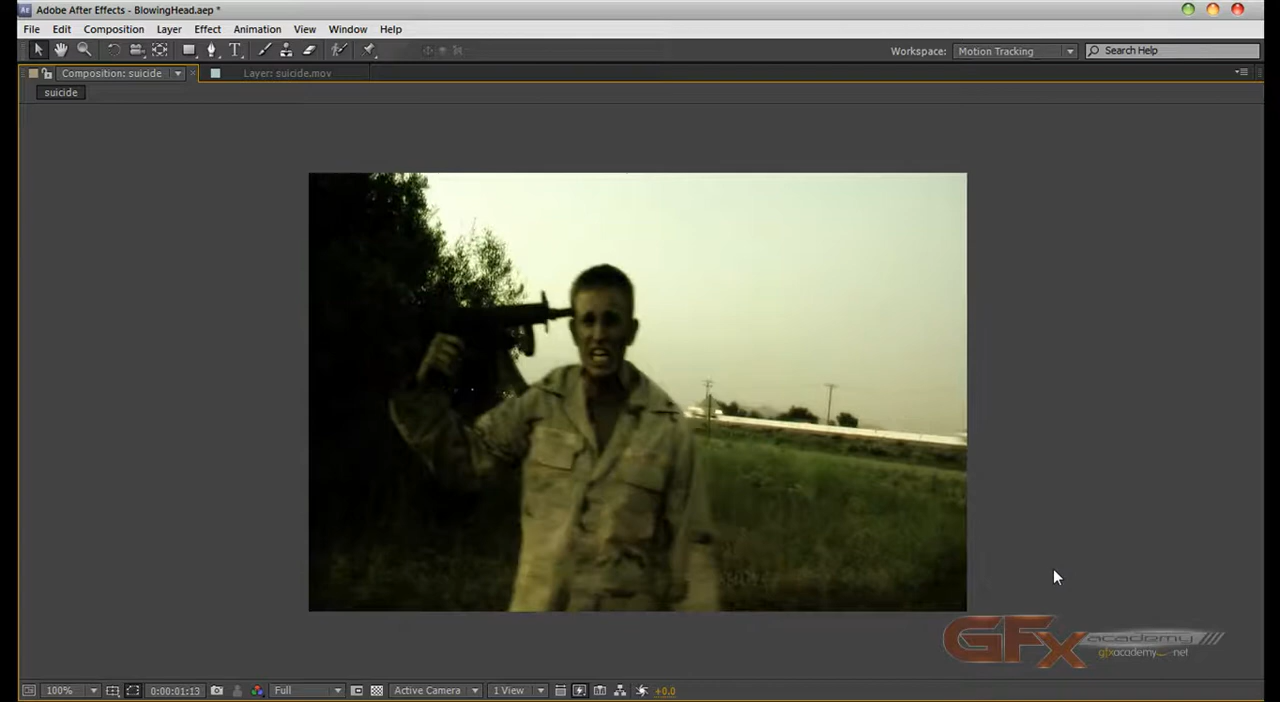 Adobe After Effects - BlowingHead.aep *
File Edit Composition Layer Effect Animation View Window Help
Workspace: Motion Tracking Search Help
Composition: suicide Layer: suicide.mov
suicide
GFx academy
gfxacademy.net
100% 0:00:01:13 Full Active Camera 1 View +0.0